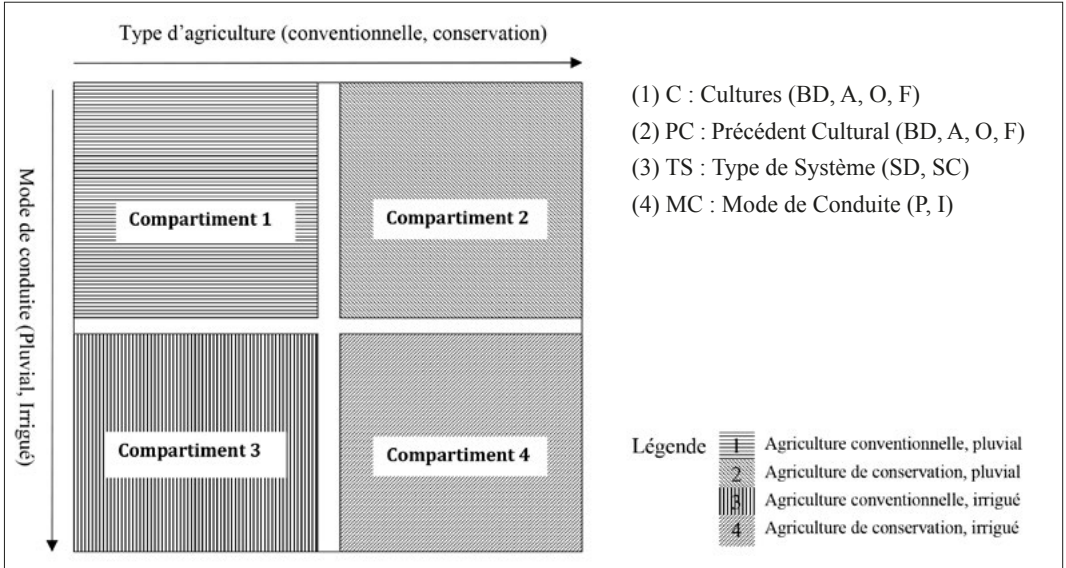 Type d'agriculture (conventionnelle, conservation)
Mode de conduite (Pluvial, Irrigué)
Compartiment 1
Compartiment 2
Compartiment 3
Compartiment 4
(1) C : Cultures (BD, A, O, F)
(2) PC : Précédent Cultural (BD, A, O, F)
(3) TS : Type de Système (SD, SC)
(4) MC : Mode de Conduite (P, I)
Légende
1 Agriculture conventionnelle, pluvial
2 Agriculture de conservation, pluvial
3 Agriculture conventionnelle, irrigué
4 Agriculture de conservation, irrigué